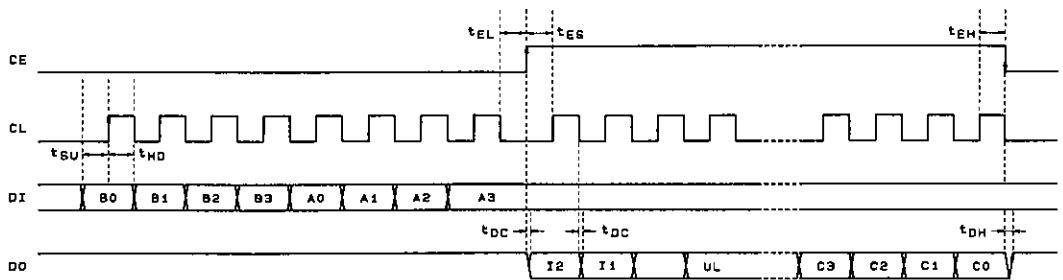 tEL tES tEH
CE
CL
tSU tHD
DI B0 B1 B2 B3 A0 A1 A2 A3
tDC tDC tDH
DO I2 I1 UL C3 C2 C1 C0